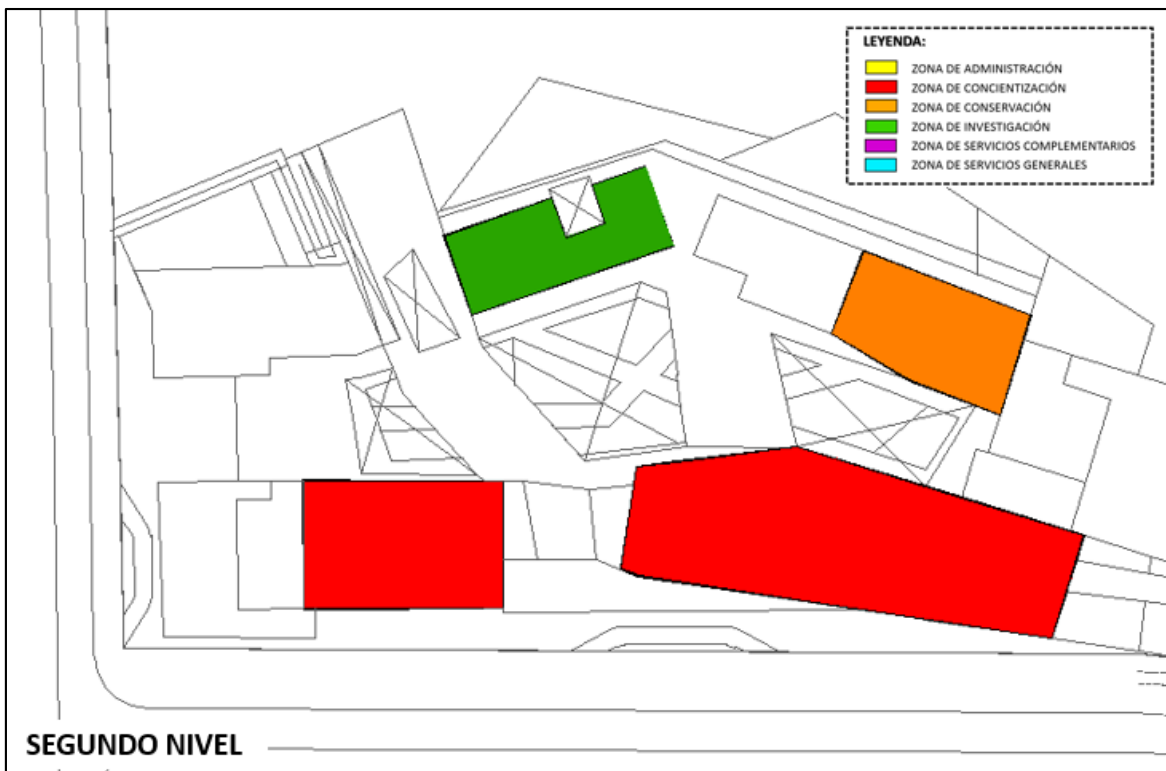 LEYENDA:
ZONA DE ADMINISTRACIÓN
ZONA DE CONCIENTIZACIÓN
ZONA DE CONSERVACIÓN
ZONA DE INVESTIGACIÓN
ZONA DE SERVICIOS COMPLEMENTARIOS
ZONA DE SERVICIOS GENERALES
SEGUNDO NIVEL